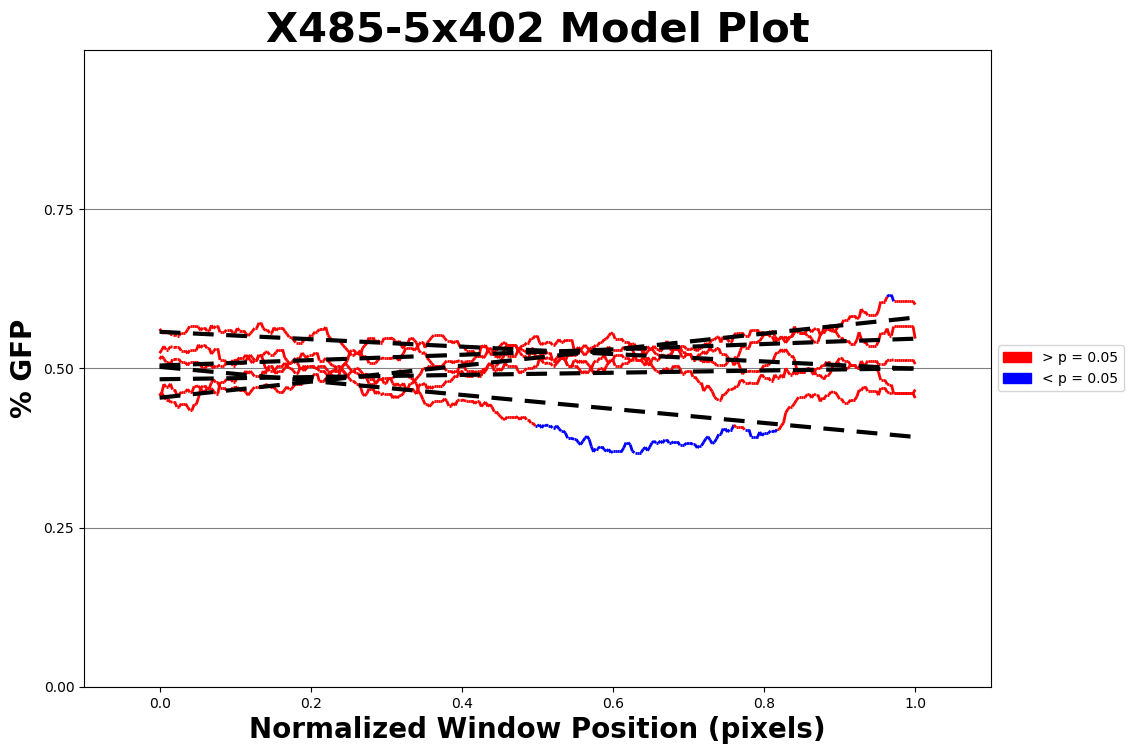 X485-5x402 Model Plot
% GFP
0.75
0.50
0.25
0.00
0.0 0.2 0.4 0.6 0.8 1.0
Normalized Window Position (pixels)
> p = 0.05
< p = 0.05